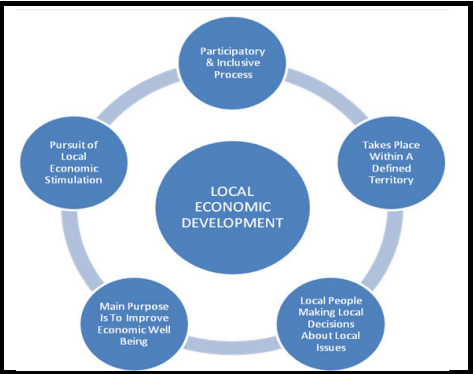 Participatory
& Inclusive
Process
Takes Place
Within A
Defined
Territory
Local People
Making Local
Decisions
About Local
Issues
Main Purpose
Is To Improve
Economic Well
Being
Pursuit of
Local
Economic
Stimulation
LOCAL
ECONOMIC
DEVELOPMENT